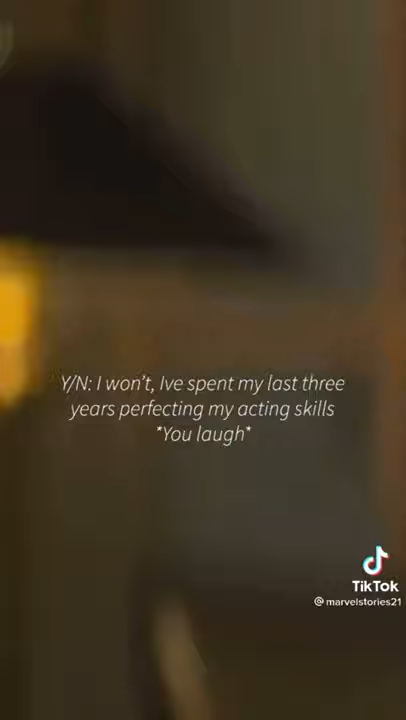 Y/N: I won't, Ive spent my last three
years perfecting my acting skills
*You laugh*
TikTok
@marvelstories21